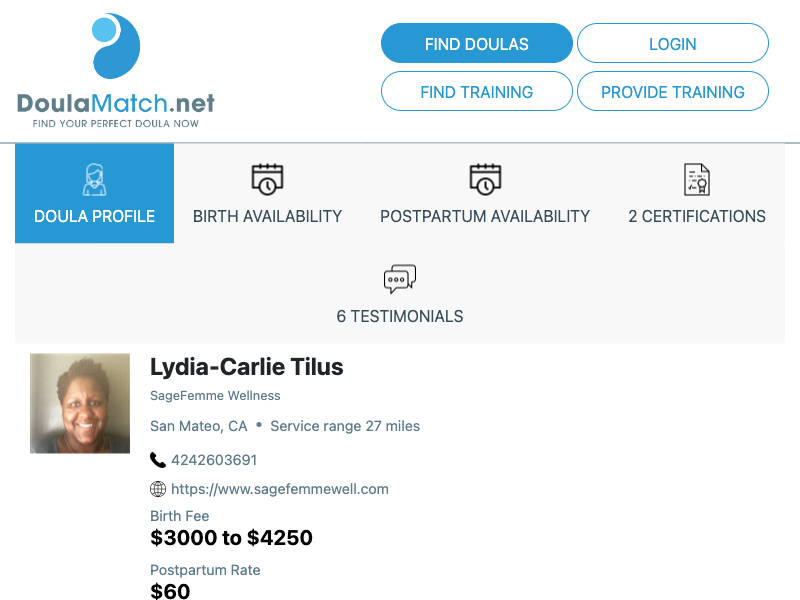 DoulaMatch.net
FIND YOUR PERFECT DOULA NOW
FIND DOULAS
LOGIN
FIND TRAINING
PROVIDE TRAINING
DOULA PROFILE
BIRTH AVAILABILITY
POSTPARTUM AVAILABILITY
2 CERTIFICATIONS
6 TESTIMONIALS
Lydia-Carlie Tilus
SageFemme Wellness
San Mateo, CA • Service range 27 miles
4242603691
https://www.sagefemmewell.com
Birth Fee
$3000 to $4250
Postpartum Rate
$60